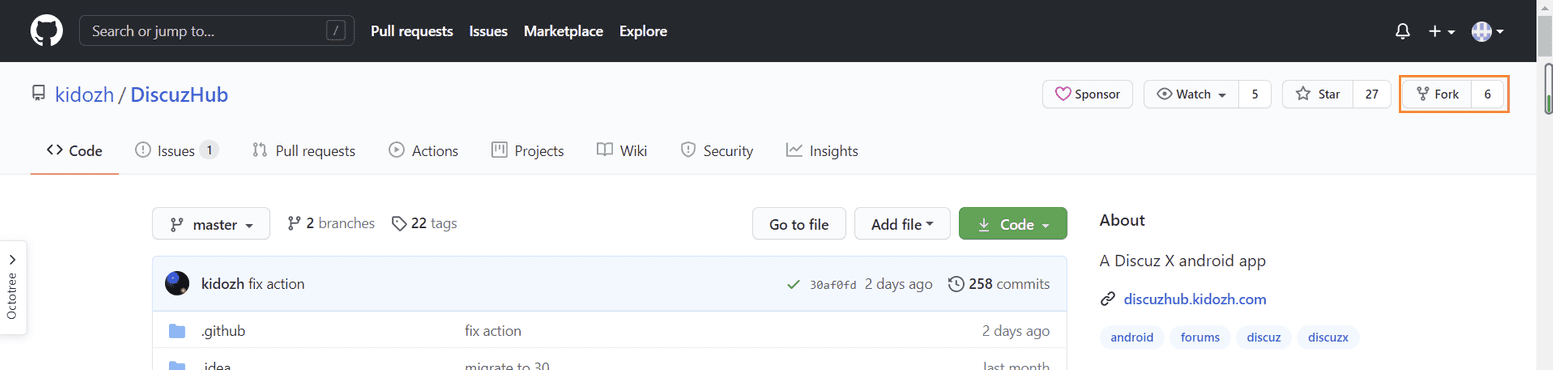 Search or jump to... / Pull requests Issues Marketplace Explore
kidozh / DiscuzHub Sponsor Watch 5 Star 27 Fork 6
Code Issues 1 Pull requests Actions Projects Wiki Security Insights
master 2 branches 22 tags Go to file Add file Code
About
A Discuz X android app
discuzhub.kidozh.com
android forums discuz discuzx
kidozh fix action 30af0fd 2 days ago 258 commits
.github fix action 2 days ago
.idea migrate to 30 last month
Octotree